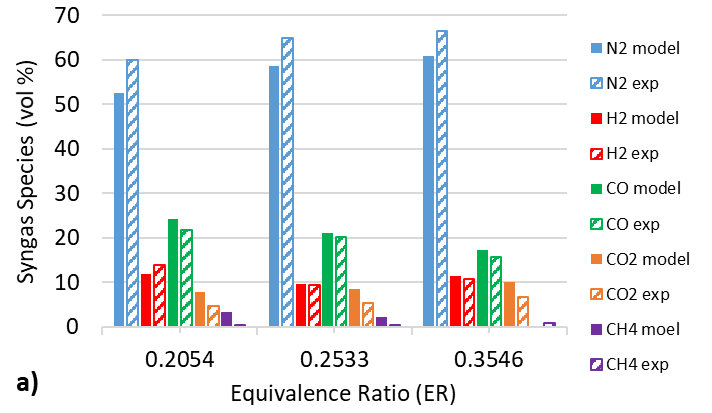 Syngas Species (vol %)
70
60
50
40
30
20
10
0
0.2054
0.2533
0.3546
Equivalence Ratio (ER)
a)
N2 model
N2 exp
H2 model
H2 exp
CO model
CO exp
CO2 model
CO2 exp
CH4 moel
CH4 exp